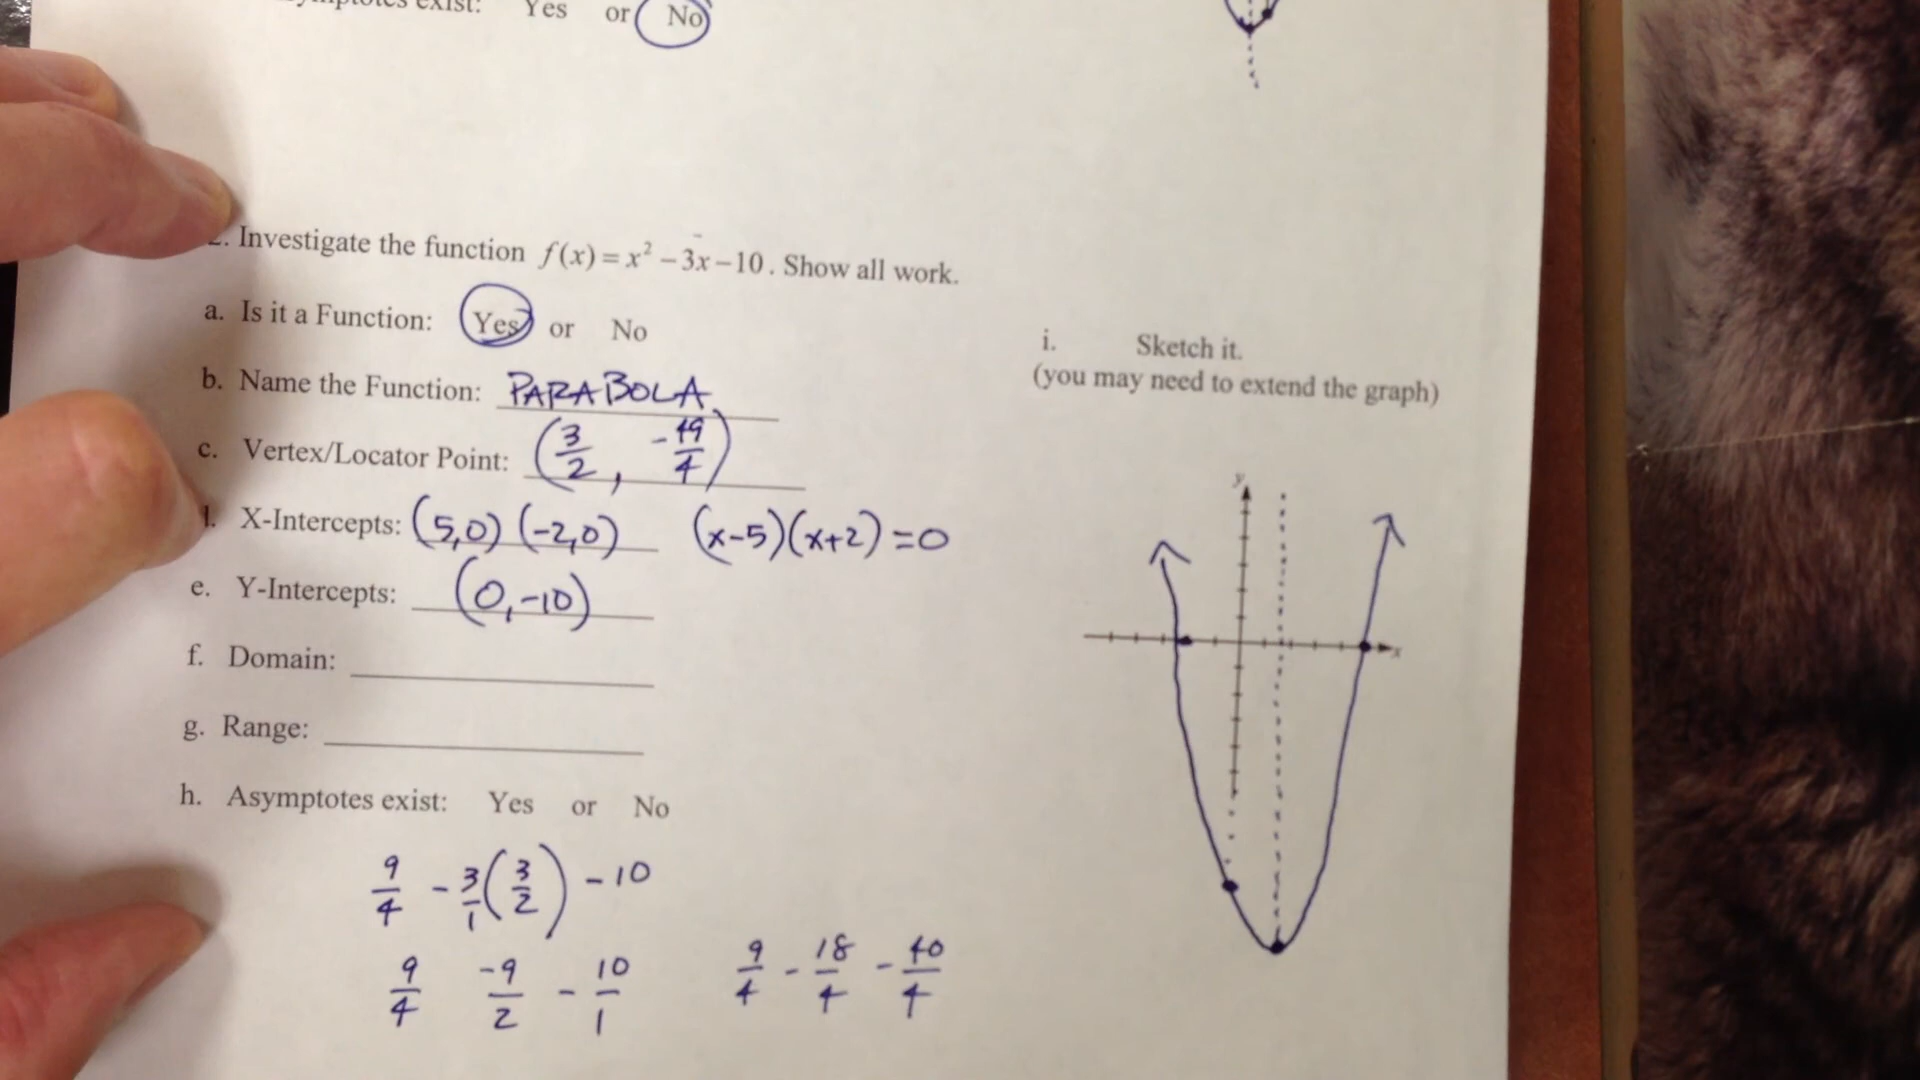 Yes or No
2. Investigate the function f(x) = x² − 3x − 10. Show all work.
a. Is it a Function: Yes or No
b. Name the Function: PARABOLA
c. Vertex/Locator Point: (3/2, -49/4)
X-Intercepts: (5,0) (-2,0) (x-5)(x+2)=0
e. Y-Intercepts: (0,-10)
f. Domain:
g. Range:
h. Asymptotes exist: Yes or No
9/4 - 3/1(3/2) - 10
9/4 -9/2 - 10/1 9/4 - 18/4 - 40/4
i. Sketch it.
(you may need to extend the graph)
y
x